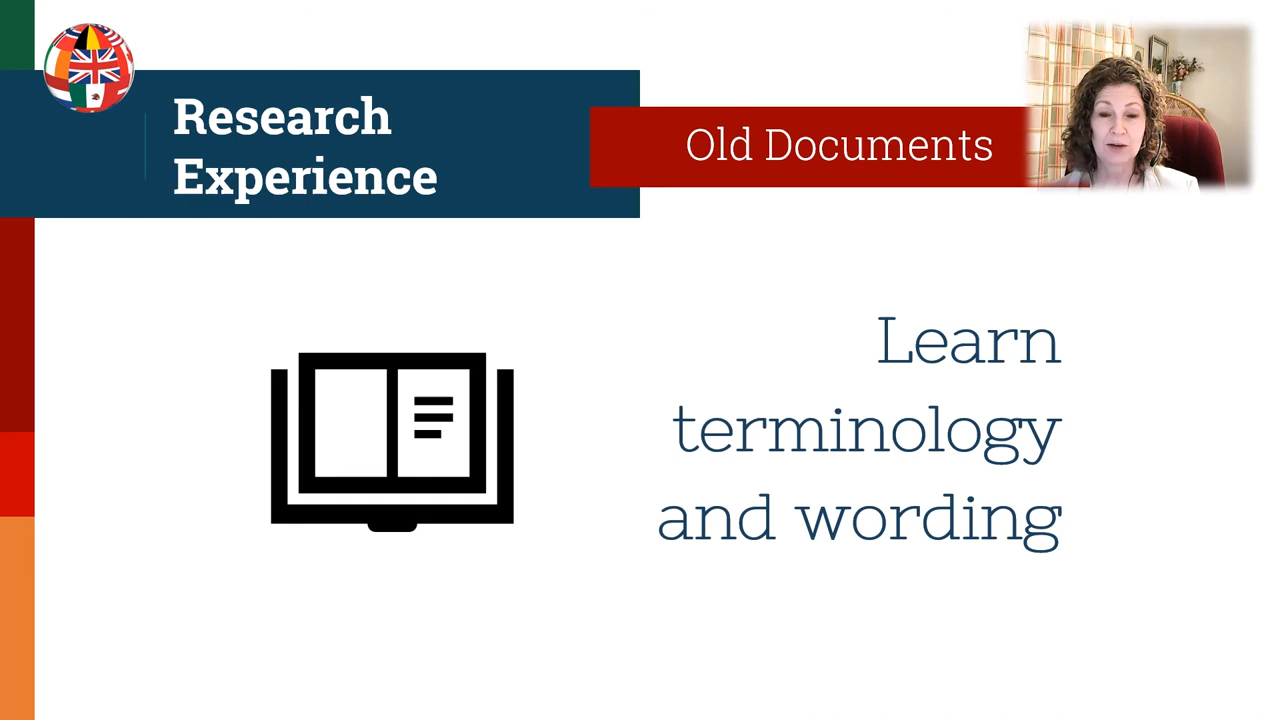 Research
Experience
Old Documents
Learn
terminology
and wording